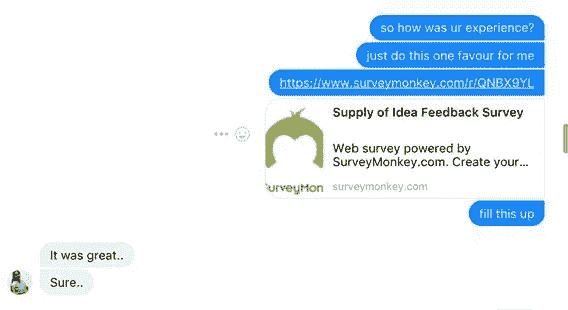 so how was ur experience?
just do this one favour for me
https://www.surveymonkey.com/r/QNBX9YL
Supply of Idea Feedback Survey
Web survey powered by
SurveyMonkey.com. Create your...
urveyMon
surveymonkey.com
fill this up
It was great..
Sure..